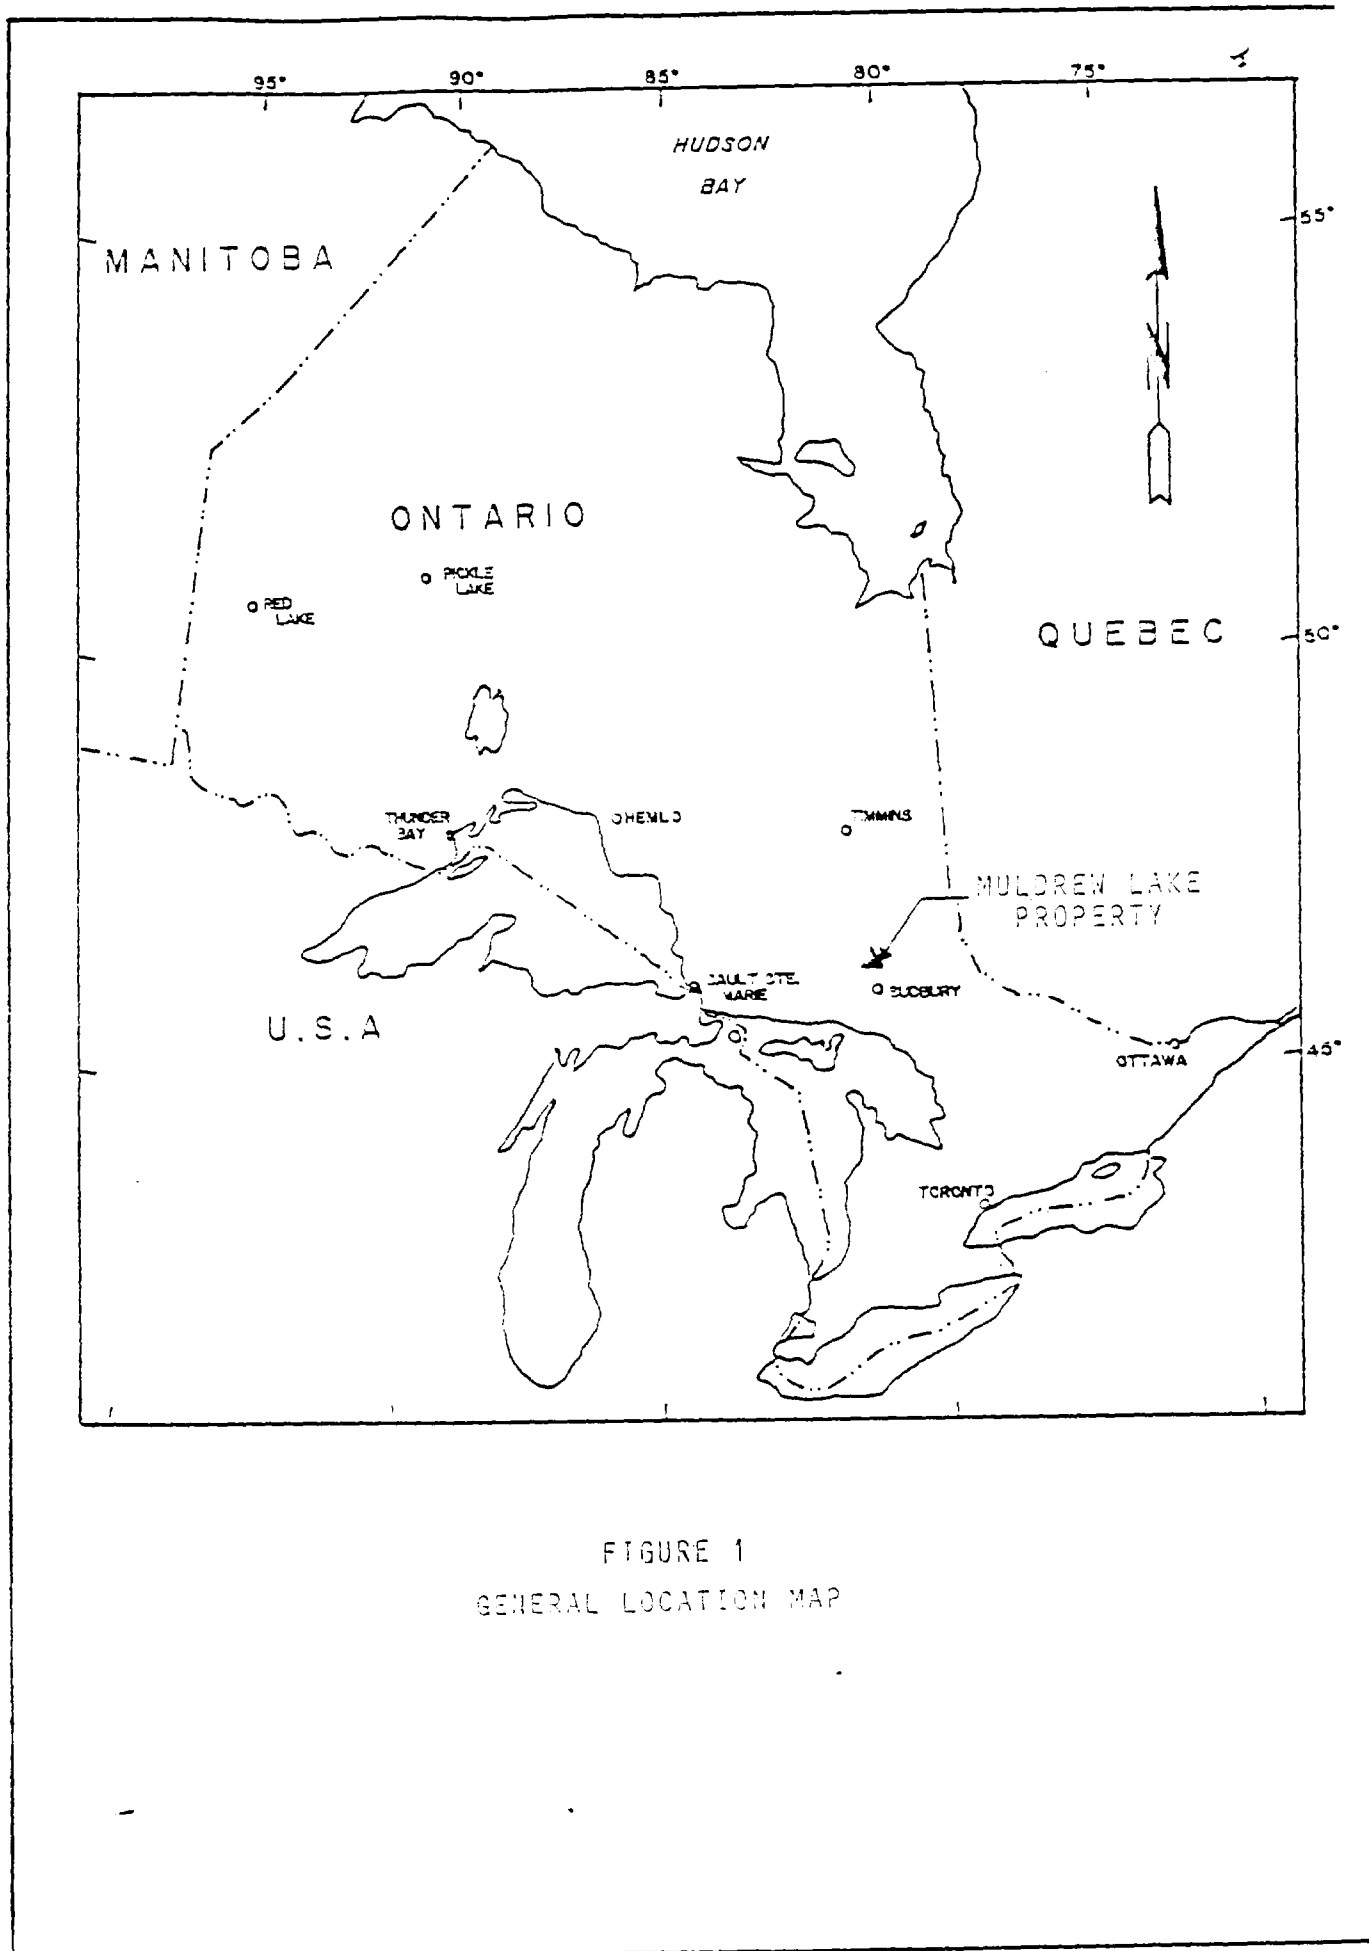 95° 90° 85° 80° 75°
HUDSON
BAY
55°
MANITOBA
N
ONTARIO
PICKLE
LAKE
RED
LAKE
QUEBEC
50°
THUNDER
BAY
HEMLO
TIMMINS
MULDREW LAKE
PROPERTY
SAULT STE.
MARIE
SUDBURY
U.S.A
OTTAWA
45°
TORONTO
FIGURE 1
GENERAL LOCATION MAP